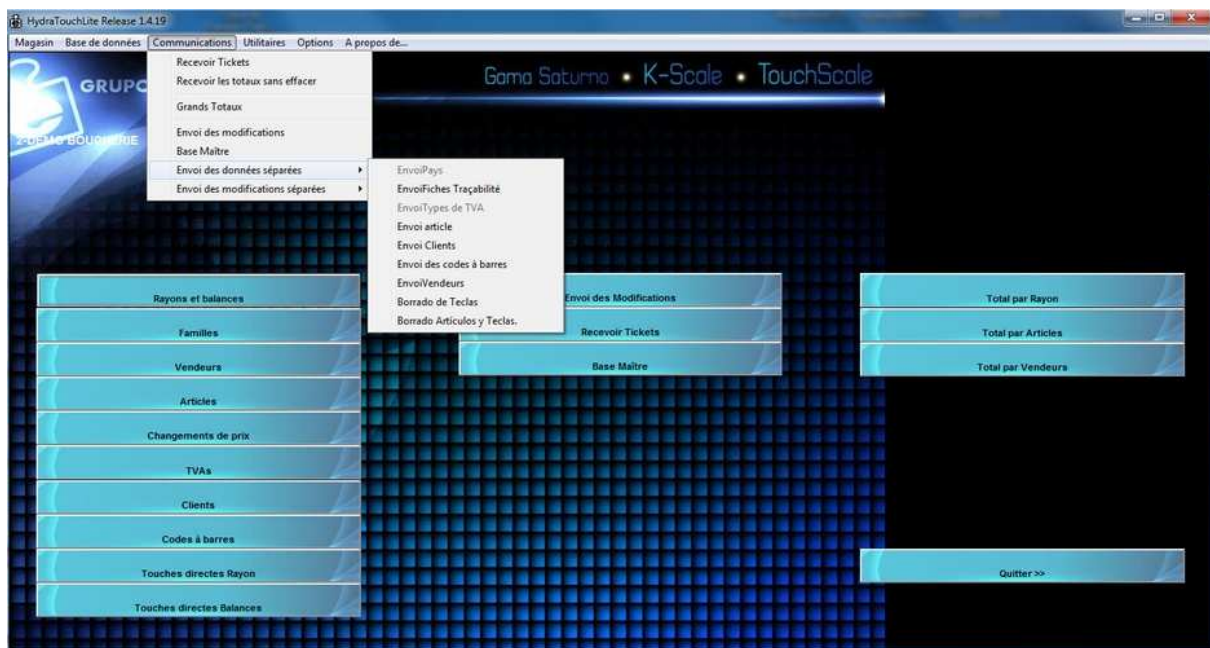 HydraTouchLite Release 1.4.19
Magasin Base de données Communications Utilitaires Options A propos de...
Recevoir Tickets
Recevoir les totaux sans effacer
Grands Totaux
Envoi des modifications
Base Maître
Envoi des données séparées
Envoi des modifications séparées
EnvoiPays
EnvoiFiches Traçabilité
EnvoiTypes de TVA
Envoi article
Envoi Clients
Envoi des codes à barres
EnvoiVendeurs
Borrado de Teclas
Borrado Artículos y Teclas.
GRUPO
Gama Saturno • K-Scale • TouchScale
2-DEMO BOUCHERIE
Rayons et balances
Familles
Vendeurs
Articles
Changements de prix
TVAs
Clients
Codes à barres
Touches directes Rayon
Touches directes Balances
Envoi des Modifications
Recevoir Tickets
Base Maître
Total par Rayon
Total par Articles
Total par Vendeurs
Quitter >>